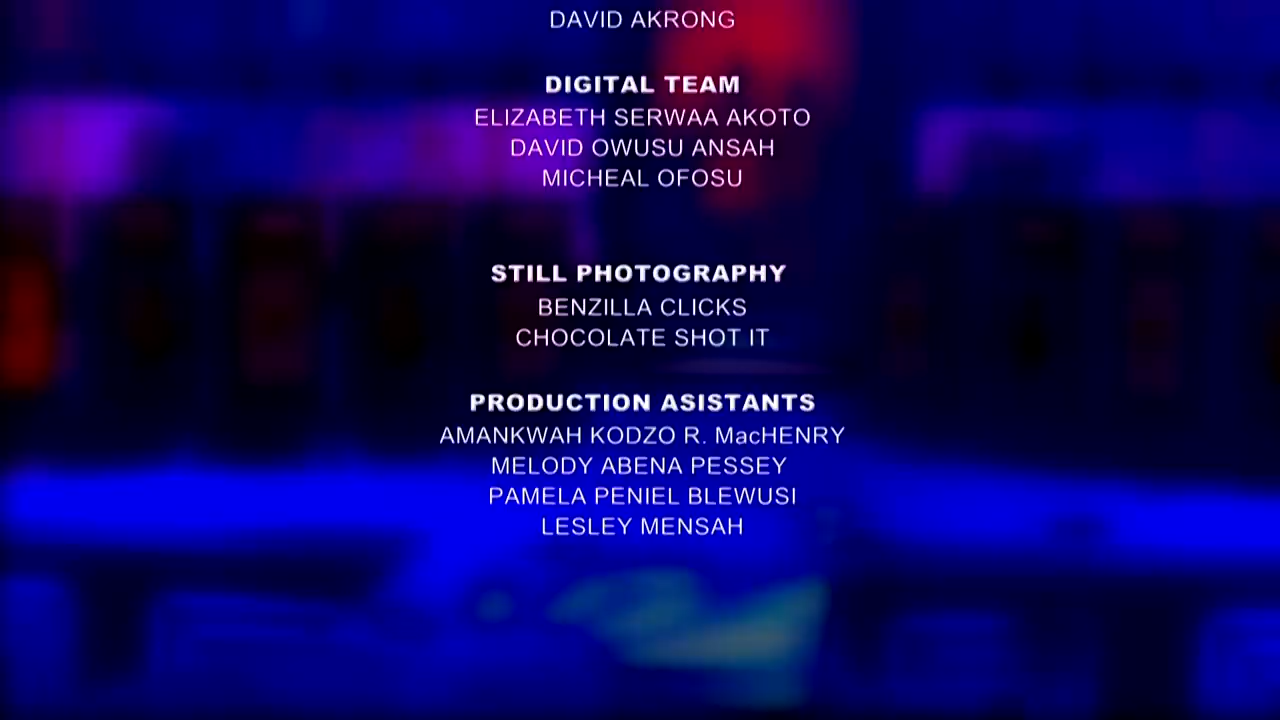 DAVID AKRONG
DIGITAL TEAM
ELIZABETH SERWAA AKOTO
DAVID OWUSU ANSAH
MICHEAL OFOSU
STILL PHOTOGRAPHY
BENZILLA CLICKS
CHOCOLATE SHOT IT
PRODUCTION ASISTANTS
AMANKWAH KODZO R. MacHENRY
MELODY ABENA PESSEY
PAMELA PENIEL BLEWUSI
LESLEY MENSAH